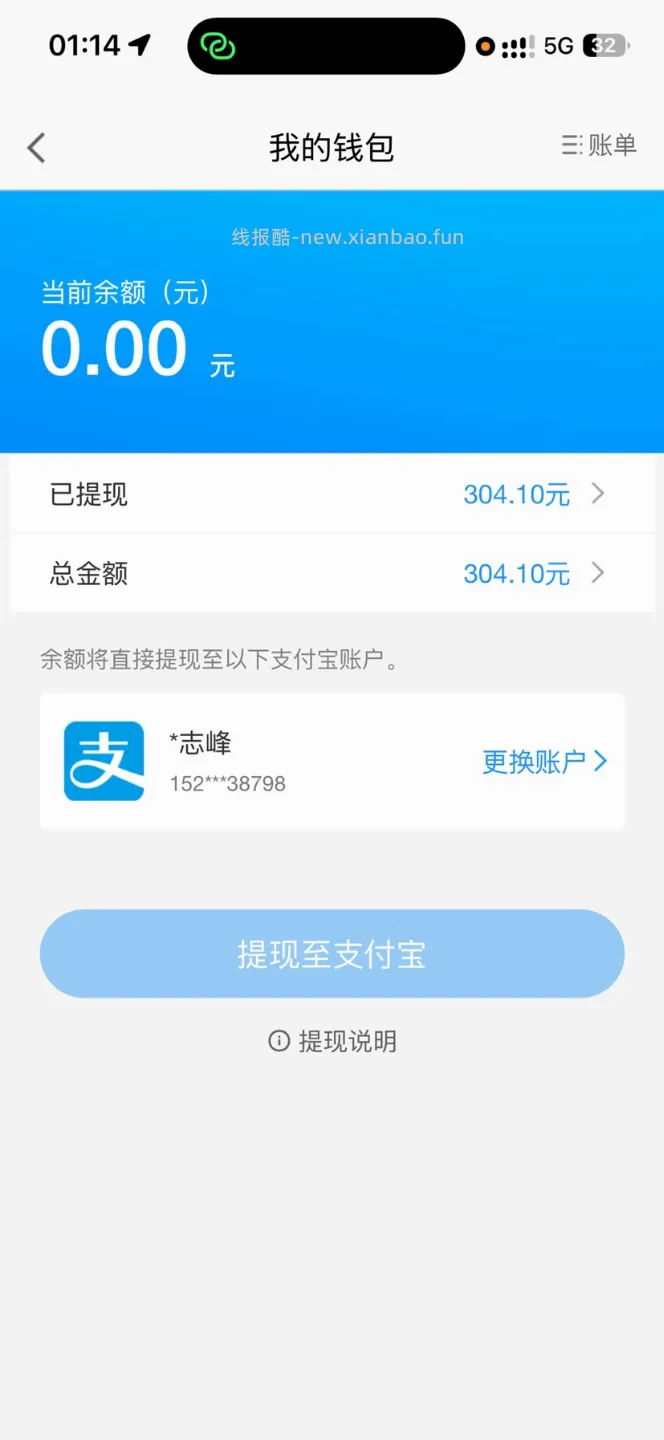 01:14 5G 32
我的钱包 账单
线报酷-new.xianbao.fun
当前余额（元）
0.00 元
已提现 304.10元
总金额 304.10元
余额将直接提现至以下支付宝账户。
支 *志峰
152***38798
更换账户
提现至支付宝
提现说明